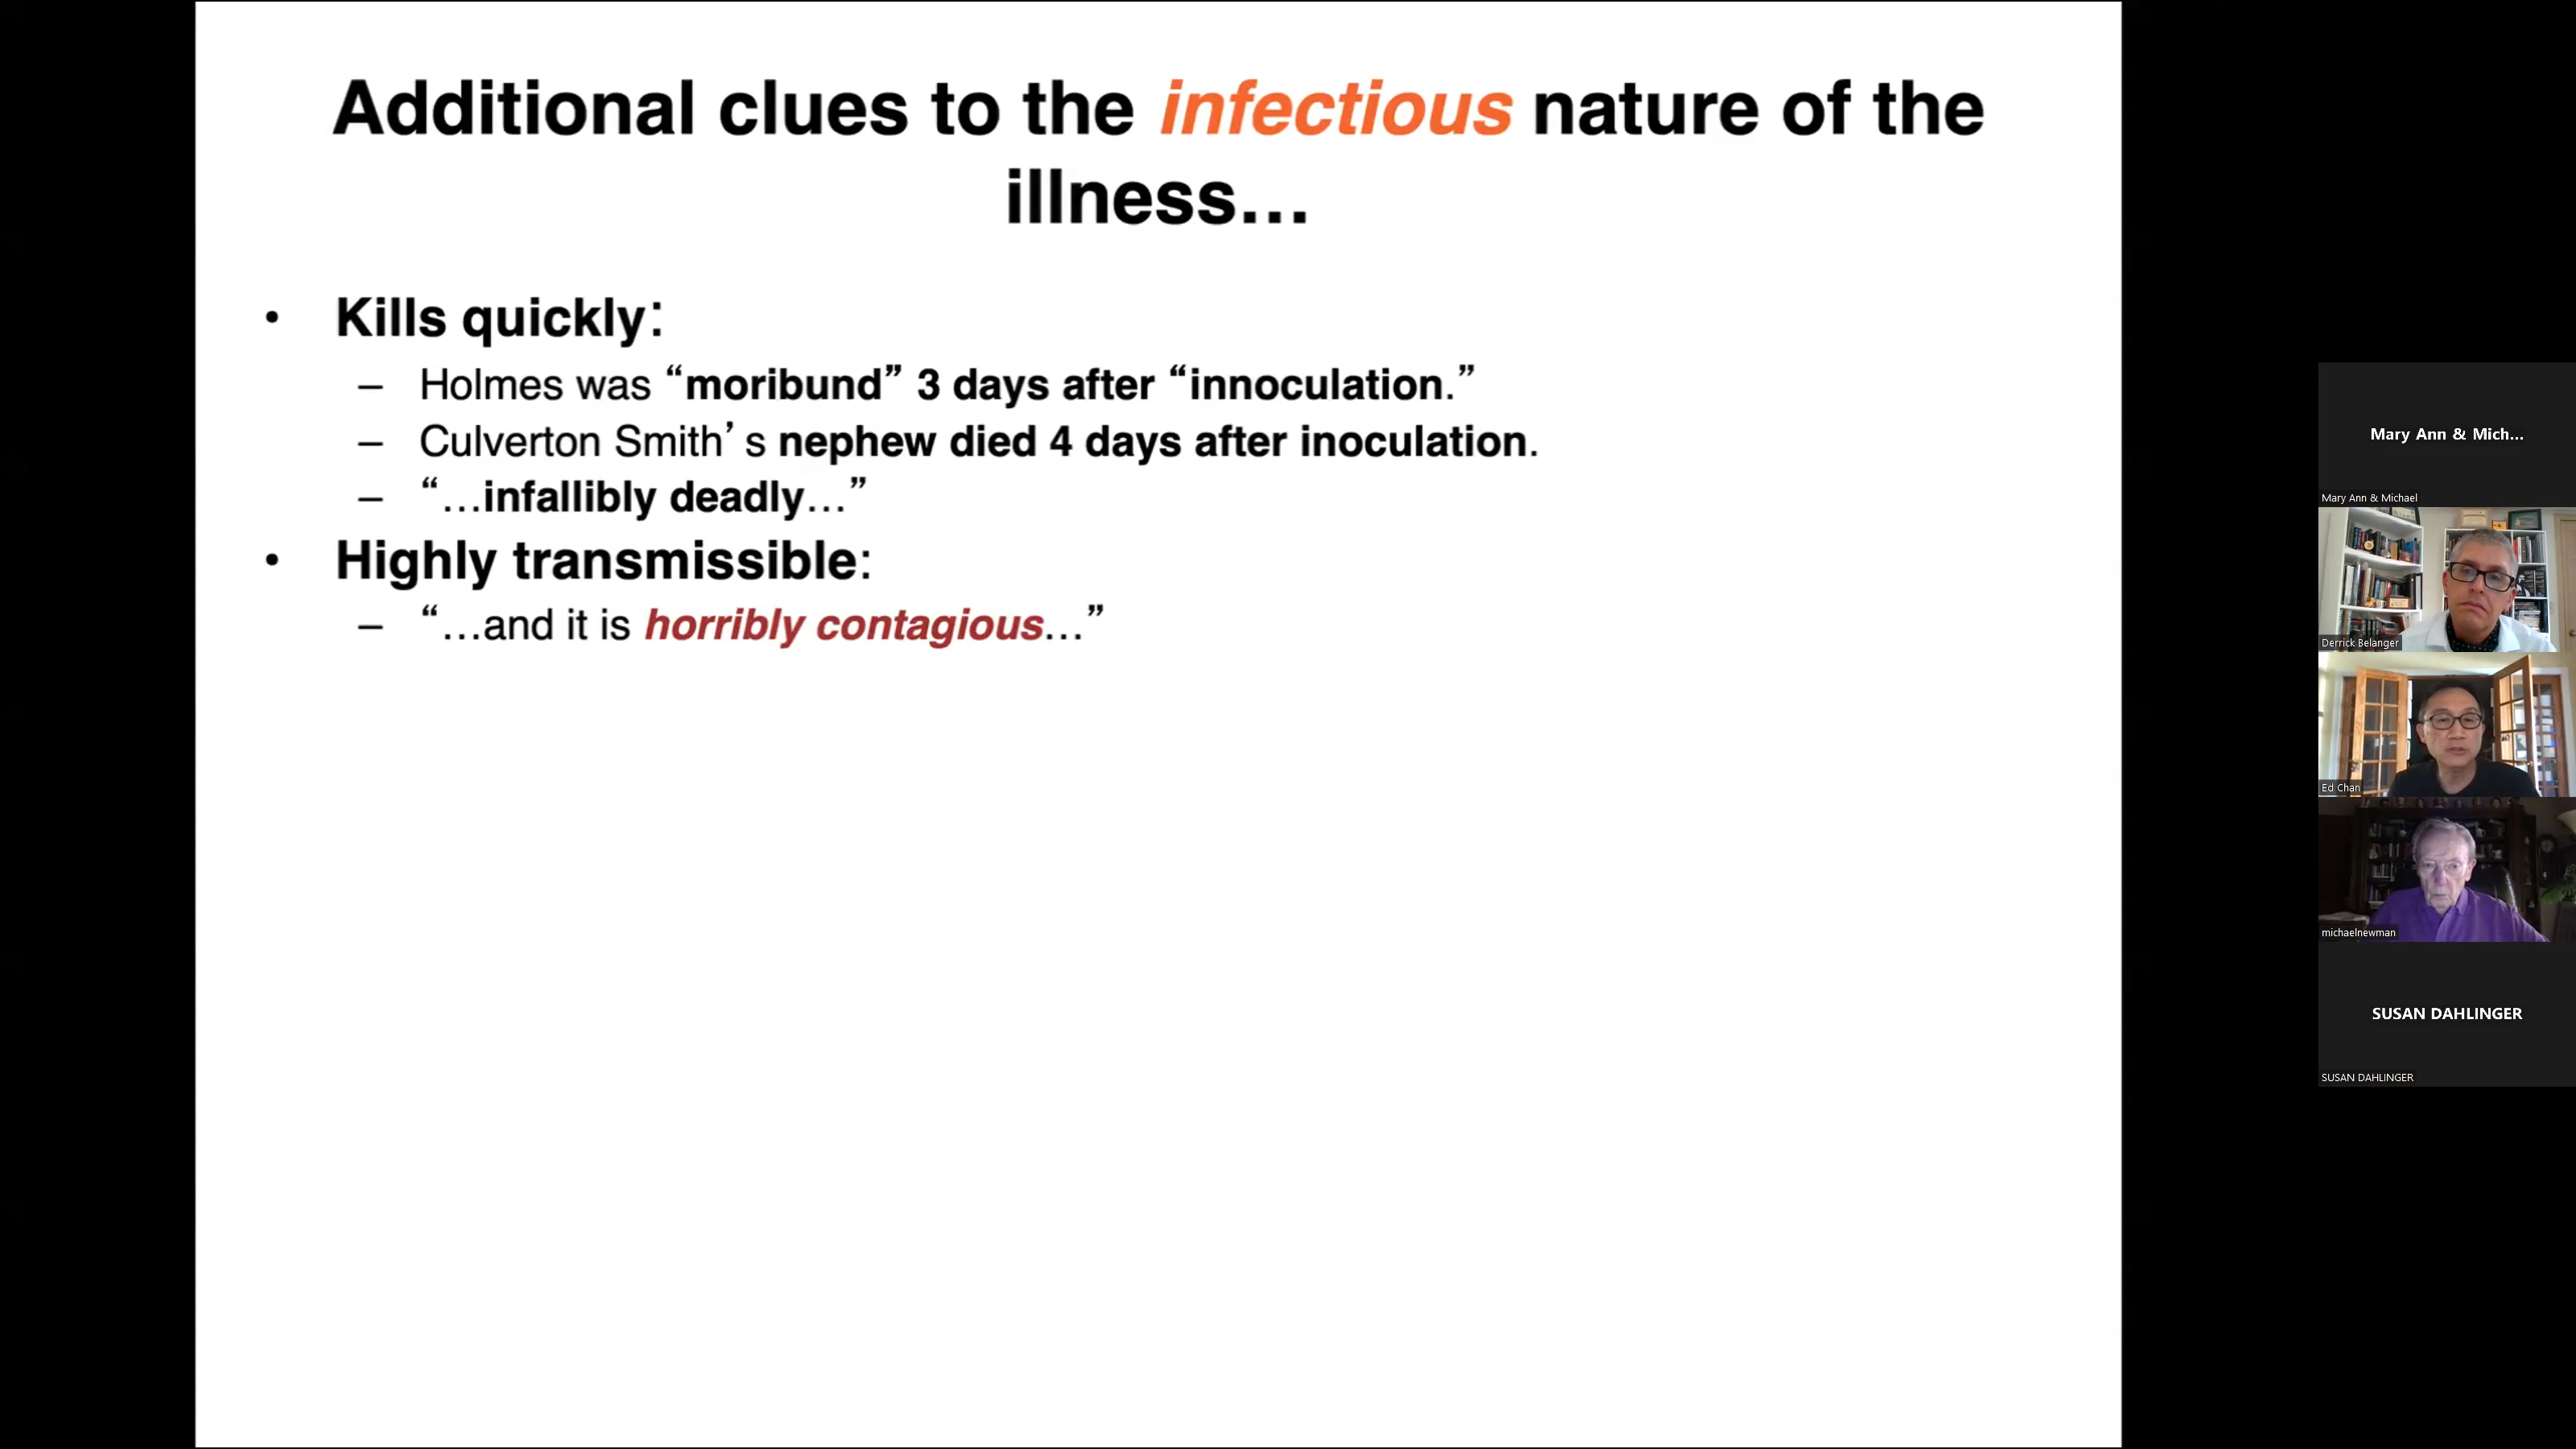 Additional clues to the infectious nature of the
illness…
• Kills quickly:
– Holmes was “moribund” 3 days after “innoculation.”
– Culverton Smith’ s nephew died 4 days after inoculation.
– “…infallibly deadly…”
• Highly transmissible:
– “…and it is horribly contagious…”
Mary Ann & Mich...
Mary Ann & Michael
Derrick Belanger
Ed Chan
michaelnewman
SUSAN DAHLINGER
SUSAN DAHLINGER